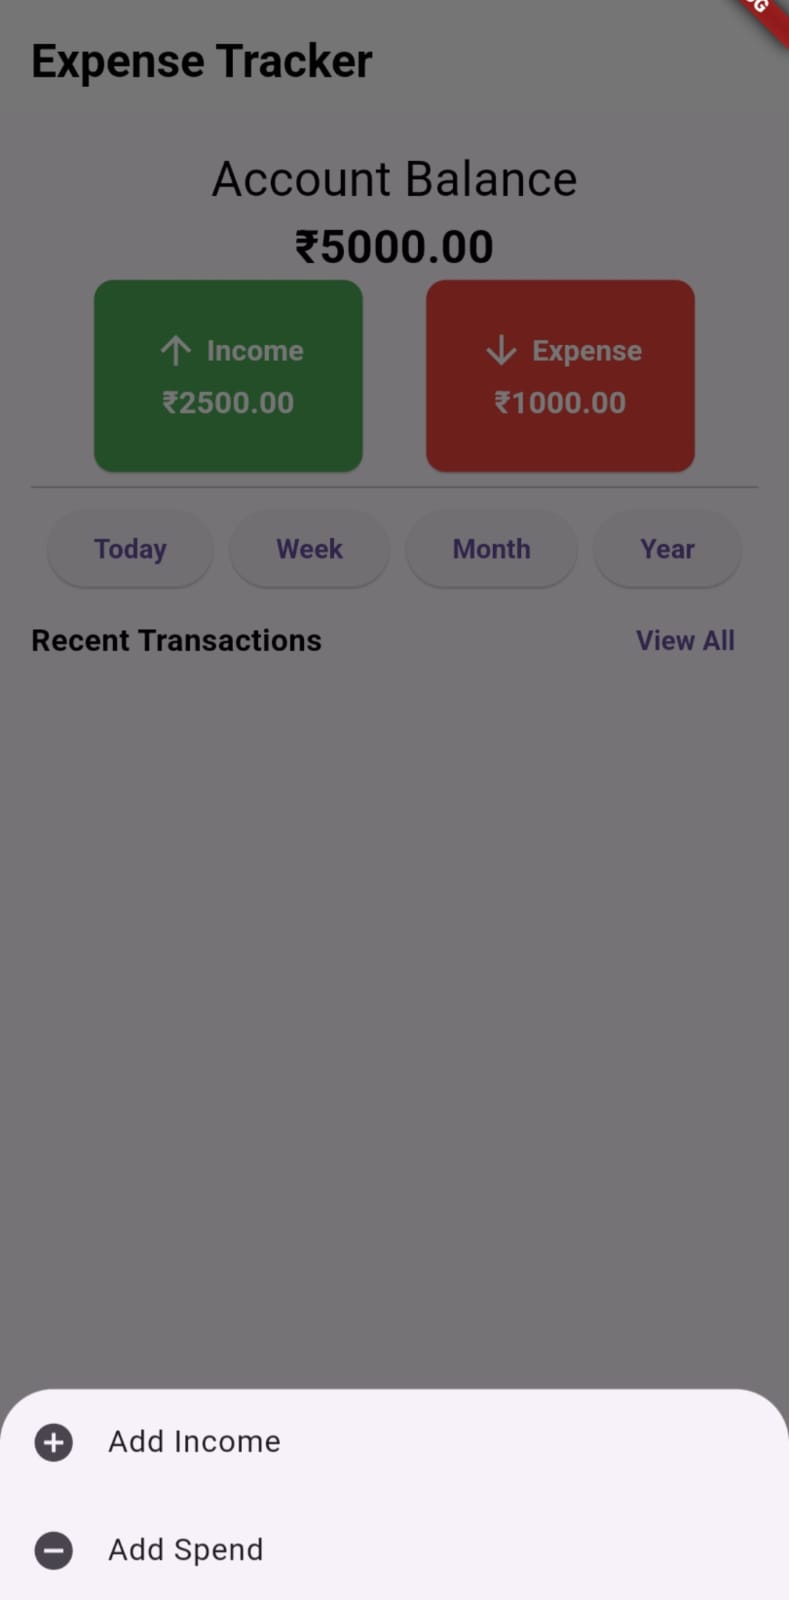 Expense Tracker
Account Balance
₹5000.00
Income
₹2500.00
Expense
₹1000.00
Today Week Month Year
Recent Transactions View All
Add Income
Add Spend